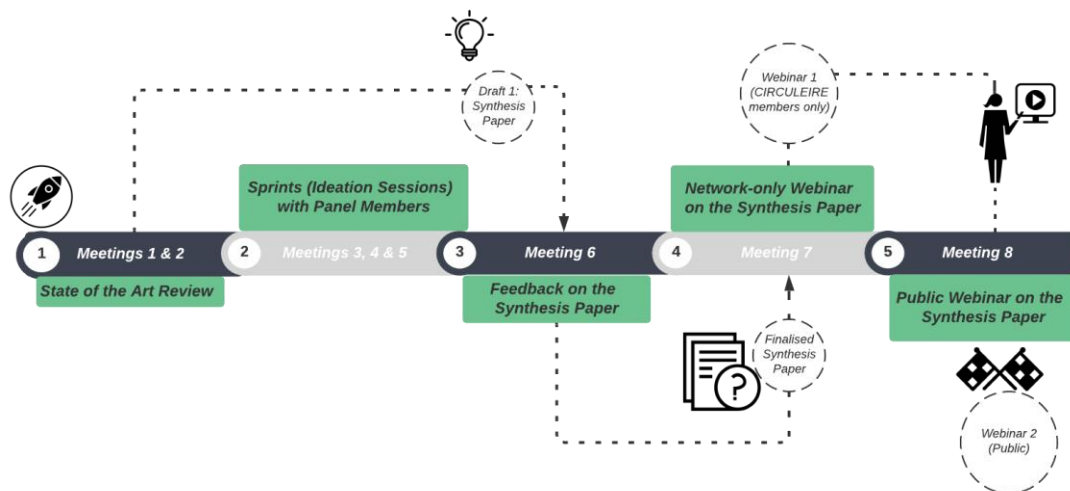 Draft 1:
Synthesis
Paper
Webinar 1
(CIRCULEIRE
members
only)
Sprints (Ideation Sessions)
with Panel Members
Network-only Webinar
on the Synthesis Paper
1
Meetings 1 & 2
2
Meetings 3, 4 & 5
3
Meeting 6
4
Meeting 7
5
Meeting 8
State of the Art Review
Feedback on the
Synthesis Paper
Public Webinar on the
Synthesis Paper
Finalised
Synthesis
Paper
?
Webinar 2
(Public)